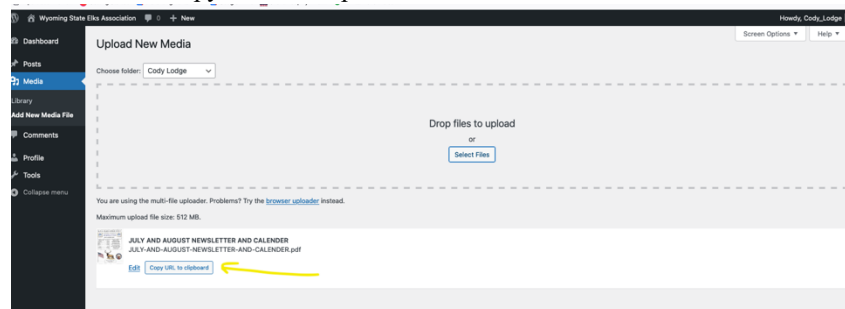 Wyoming State Elks Association 0 + New Howdy, Cody_Lodge
Screen Options ▼ Help ▼
Dashboard
Posts
Media
Library
Add New Media File
Comments
Profile
Tools
Collapse menu
Upload New Media
Choose folder: Cody Lodge
Drop files to upload
or
Select Files
You are using the multi-file uploader. Problems? Try the browser uploader instead.
Maximum upload file size: 512 MB.
JULY AND AUGUST NEWSLETTER AND CALENDER
JULY-AND-AUGUST-NEWSLETTER-AND-CALENDER.pdf
Edit Copy URL to clipboard